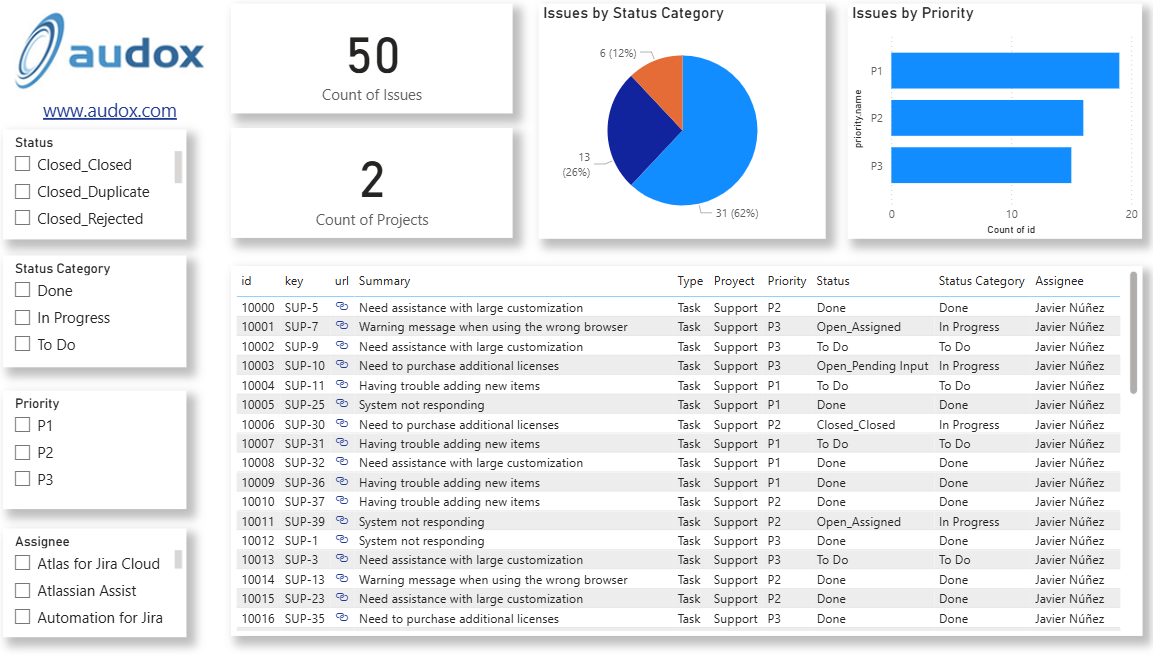 audox
www.audox.com
Status
Closed_Closed
Closed_Duplicate
Closed_Rejected
Status Category
Done
In Progress
To Do
Priority
P1
P2
P3
Assignee
Atlas for Jira Cloud
Atlassian Assist
Automation for Jira
50
Count of Issues
2
Count of Projects
Issues by Status Category
6 (12%)
13
(26%)
31 (62%)
Issues by Priority
priority.name
P1
P2
P3
0 10 20
Count of id
id key url Summary Type Proyect Priority Status Status Category Assignee
10000 SUP-5 Need assistance with large customization Task Support P2 Done Done Javier Núñez
10001 SUP-7 Warning message when using the wrong browser Task Support P3 Open_Assigned In Progress Javier Núñez
10002 SUP-9 Need assistance with large customization Task Support P3 To Do To Do Javier Núñez
10003 SUP-10 Need to purchase additional licenses Task Support P3 Open_Pending Input In Progress Javier Núñez
10004 SUP-11 Having trouble adding new items Task Support P1 To Do To Do Javier Núñez
10005 SUP-25 System not responding Task Support P1 Done Done Javier Núñez
10006 SUP-30 Need to purchase additional licenses Task Support P2 Closed_Closed In Progress Javier Núñez
10007 SUP-31 Having trouble adding new items Task Support P1 To Do To Do Javier Núñez
10008 SUP-32 Need assistance with large customization Task Support P1 Done Done Javier Núñez
10009 SUP-36 Having trouble adding new items Task Support P1 Done Done Javier Núñez
10010 SUP-37 Having trouble adding new items Task Support P2 Done Done Javier Núñez
10011 SUP-39 System not responding Task Support P2 Open_Assigned In Progress Javier Núñez
10012 SUP-1 System not responding Task Support P3 Done Done Javier Núñez
10013 SUP-3 Need assistance with large customization Task Support P3 To Do To Do Javier Núñez
10014 SUP-13 Warning message when using the wrong browser Task Support P2 Done Done Javier Núñez
10015 SUP-23 Need assistance with large customization Task Support P2 Done Done Javier Núñez
10016 SUP-35 Need to purchase additional licenses Task Support P3 Done Done Javier Núñez